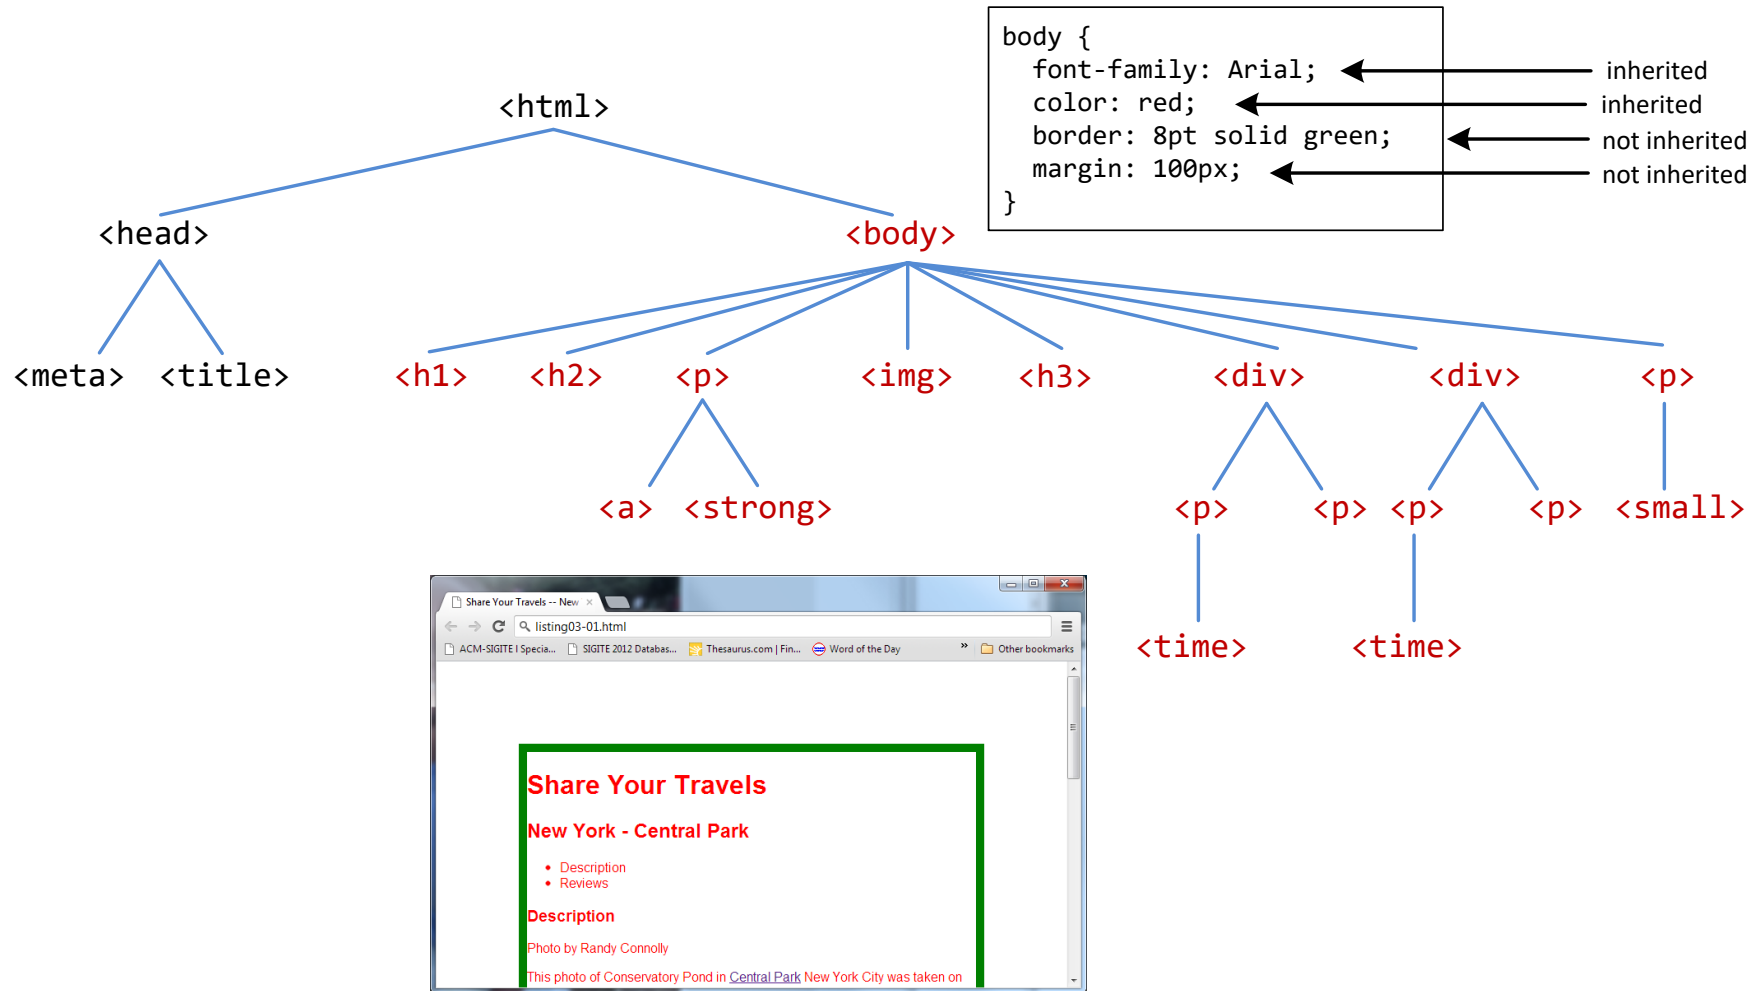 body {
font-family: Arial;
color: red;
border: 8pt solid green;
margin: 100px;
}
inherited
inherited
not inherited
not inherited
<html>
<head> <body>
<meta> <title> <h1> <h2> <p> <img> <h3> <div> <div> <p>
<a> <strong> <p> <p> <p> <p> <small>
<time> <time>
Share Your Travels -- New
listing03-01.html
ACM-SIGITE I Specia... SIGITE 2012 Databas... Thesaurus.com | Fin... Word of the Day » Other bookmarks
Share Your Travels
New York - Central Park
• Description
• Reviews
Description
Photo by Randy Connolly
This photo of Conservatory Pond in Central Park New York City was taken on